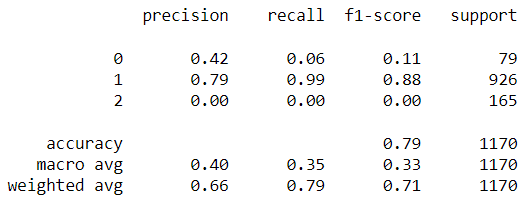 precision recall f1-score support
0 0.42 0.06 0.11 79
1 0.79 0.99 0.88 926
2 0.00 0.00 0.00 165
accuracy 0.79 1170
macro avg 0.40 0.35 0.33 1170
weighted avg 0.66 0.79 0.71 1170